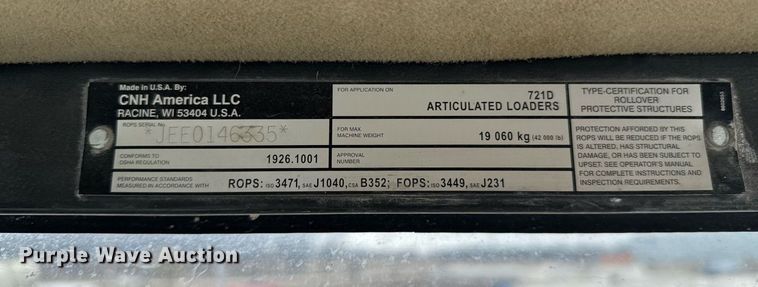 Made in U.S.A. By:
CNH America LLC
RACINE, WI 53404 U.S.A.
ROPS SERIAL No
*JEE0146335*
CONFORMS TO
OSHA REGULATION 1926.1001
PERFORMANCE STANDARDS
MEASURED IN ACCORDANCE WITH ROPS: ISO 3471, SAE J1040, CSA B352; FOPS: ISO 3449, SAE J231
FOR APPLICATION ON 721D
ARTICULATED LOADERS
FOR MAX
MACHINE WEIGHT 19 060 kg (42 000 lb)
APPROVAL
NUMBER
TYPE-CERTIFICATION FOR
ROLLOVER
PROTECTIVE STRUCTURES
PROTECTION AFFORDED BY THIS
ROPS WILL BE REDUCED IF THE ROPS
IS ALTERED, HAS STRUCTURAL
DAMAGE, OR HAS BEEN SUBJECT TO
UPSET. SEE OPERATOR'S MANUAL
FOR COMPLETE INSTRUCTIONS AND
INSPECTION REQUIREMENTS.
Purple Wave Auction